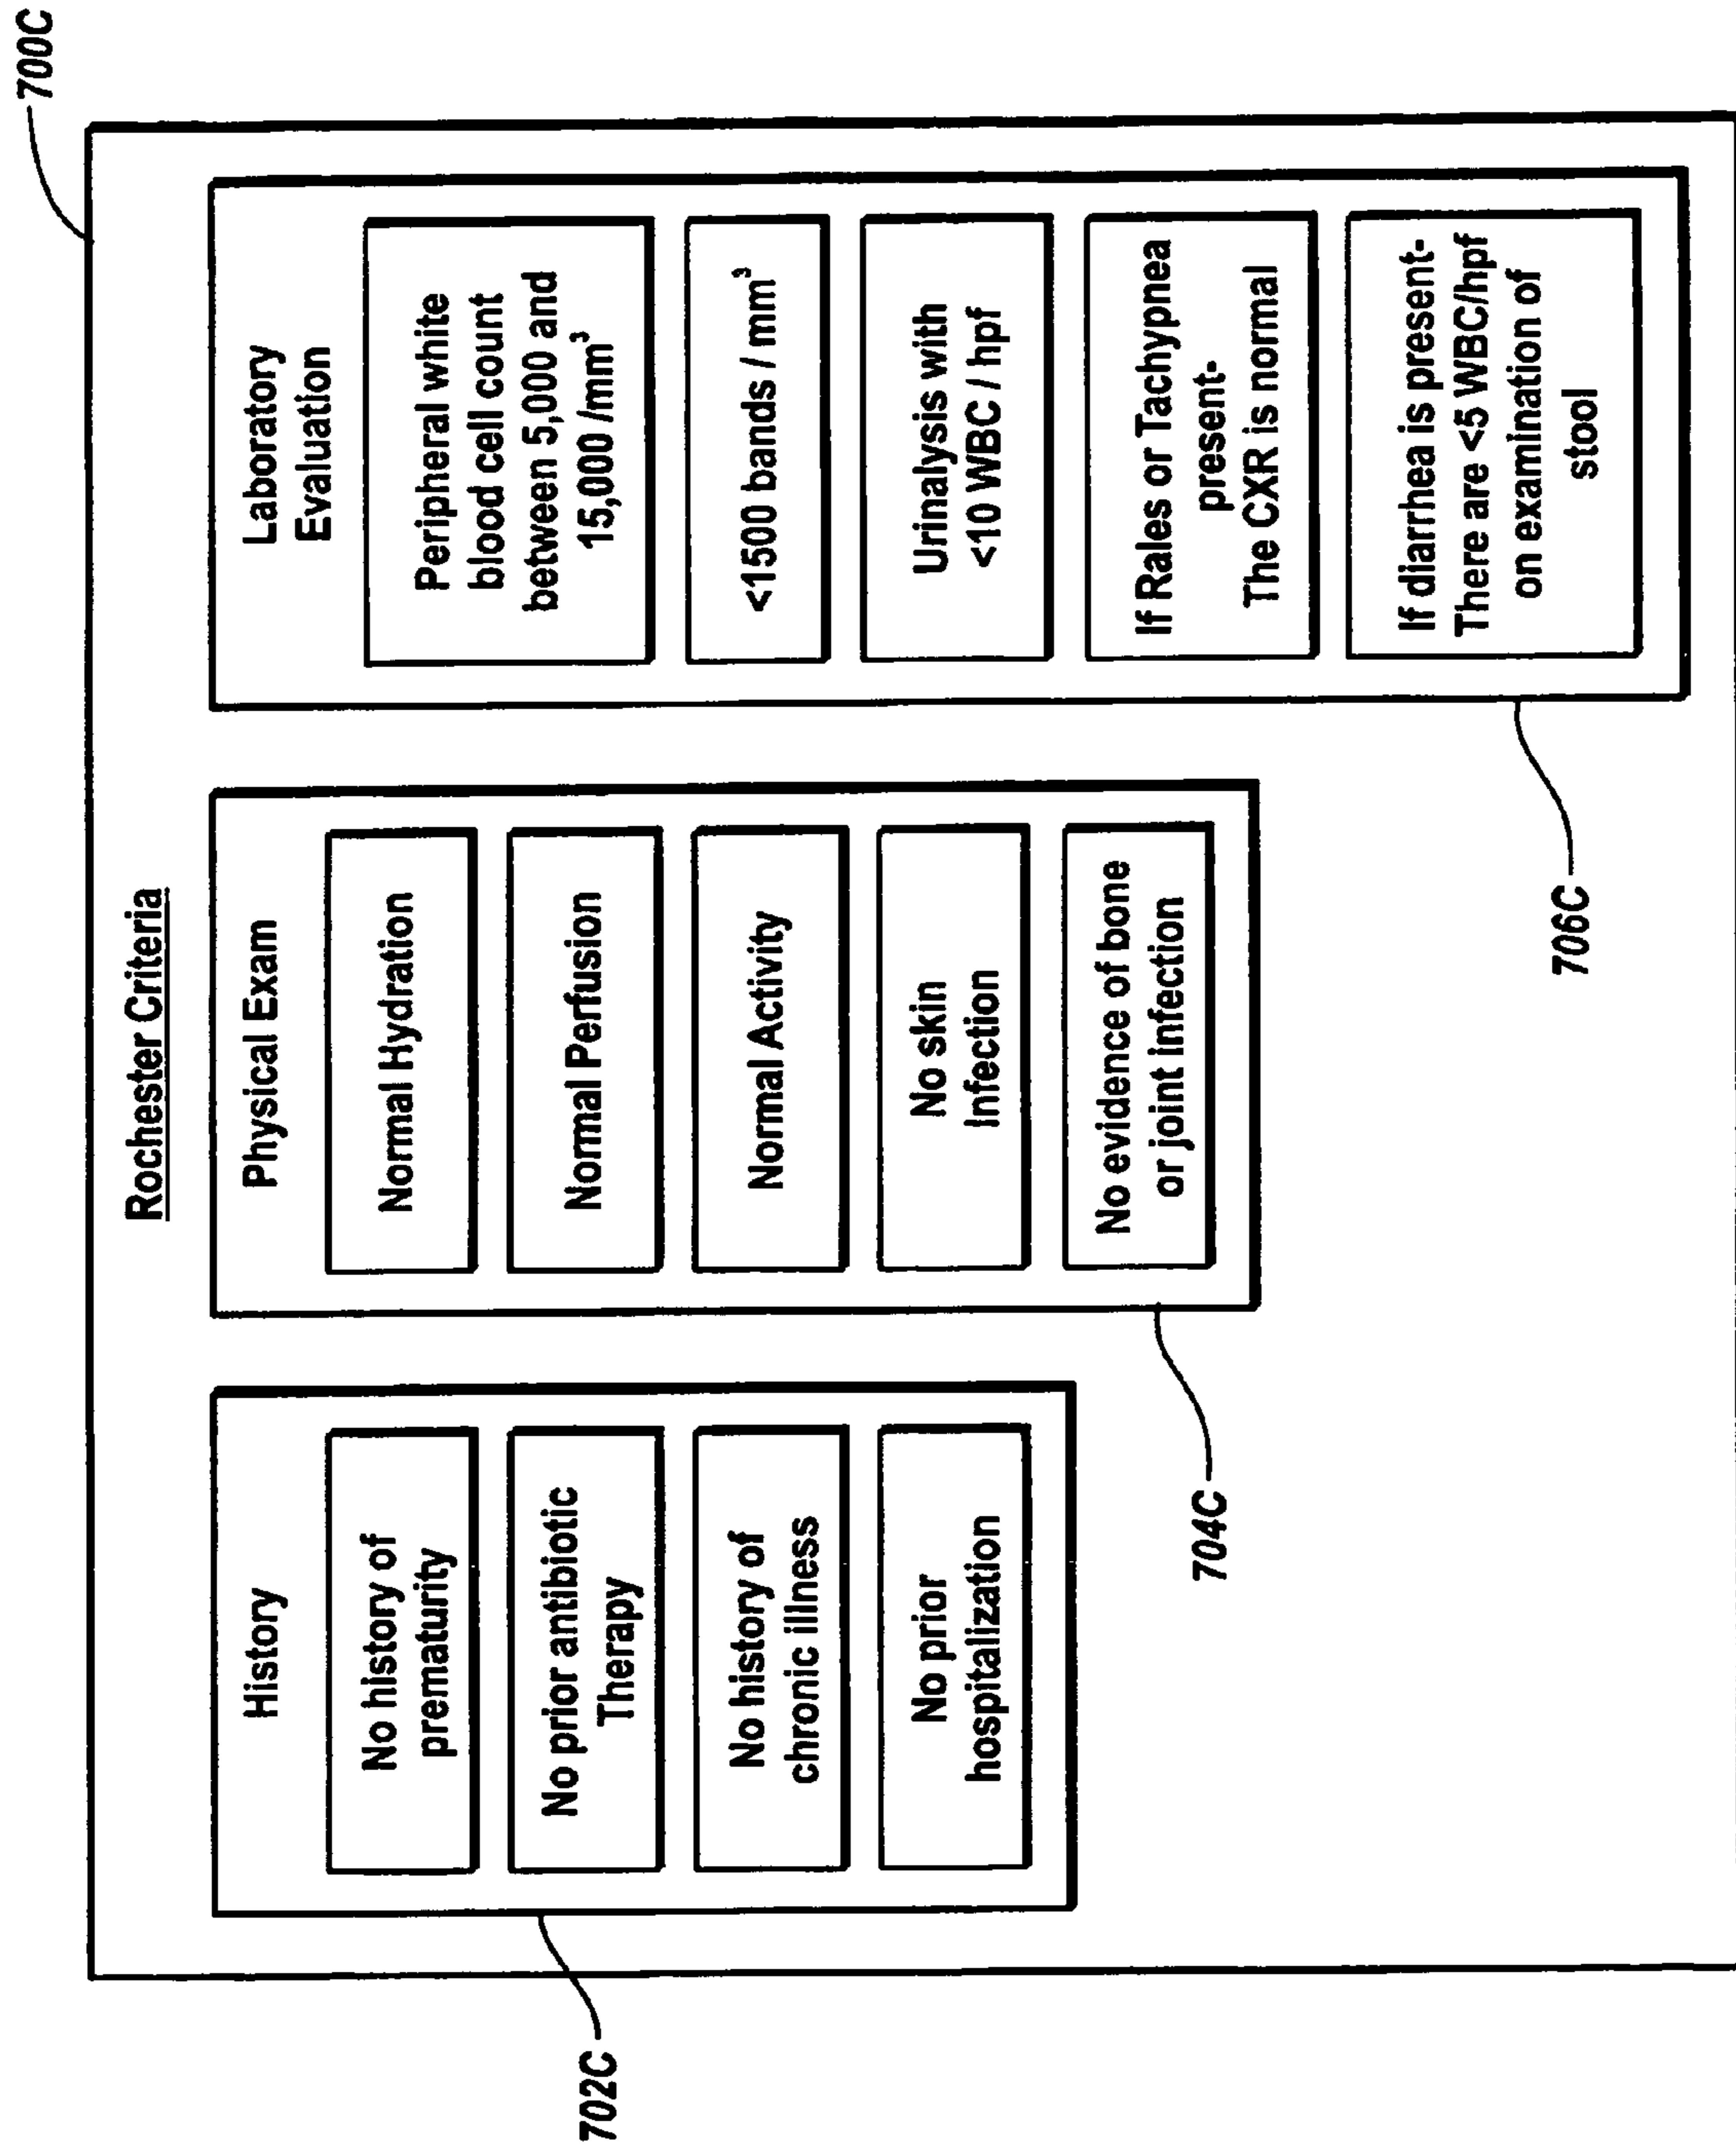 700C
Rochester Criteria
History
No history of
prematurity
No prior antibiotic
Therapy
No history of
chronic illness
No prior
hospitalization
702C
Physical Exam
Normal Hydration
Normal Perfusion
Normal Activity
No skin
Infection
No evidence of bone
or joint infection
704C
Laboratory
Evaluation
Peripheral white
blood cell count
between 5,000 and
15,000 /mm³
<1500 bands / mm³
Urinalysis with
<10 WBC / hpf
If Rales or Tachypnea
present-
The CXR is normal
If diarrhea is present-
There are <5 WBC/hpf
on examination of
stool
706C